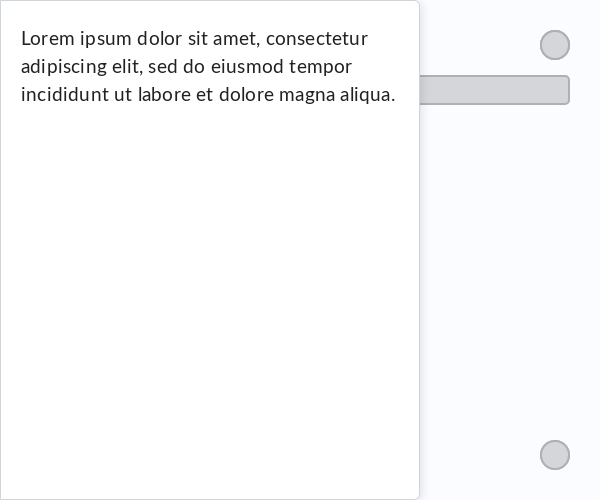 Lorem ipsum dolor sit amet, consectetur
adipiscing elit, sed do eiusmod tempor
incididunt ut labore et dolore magna aliqua.